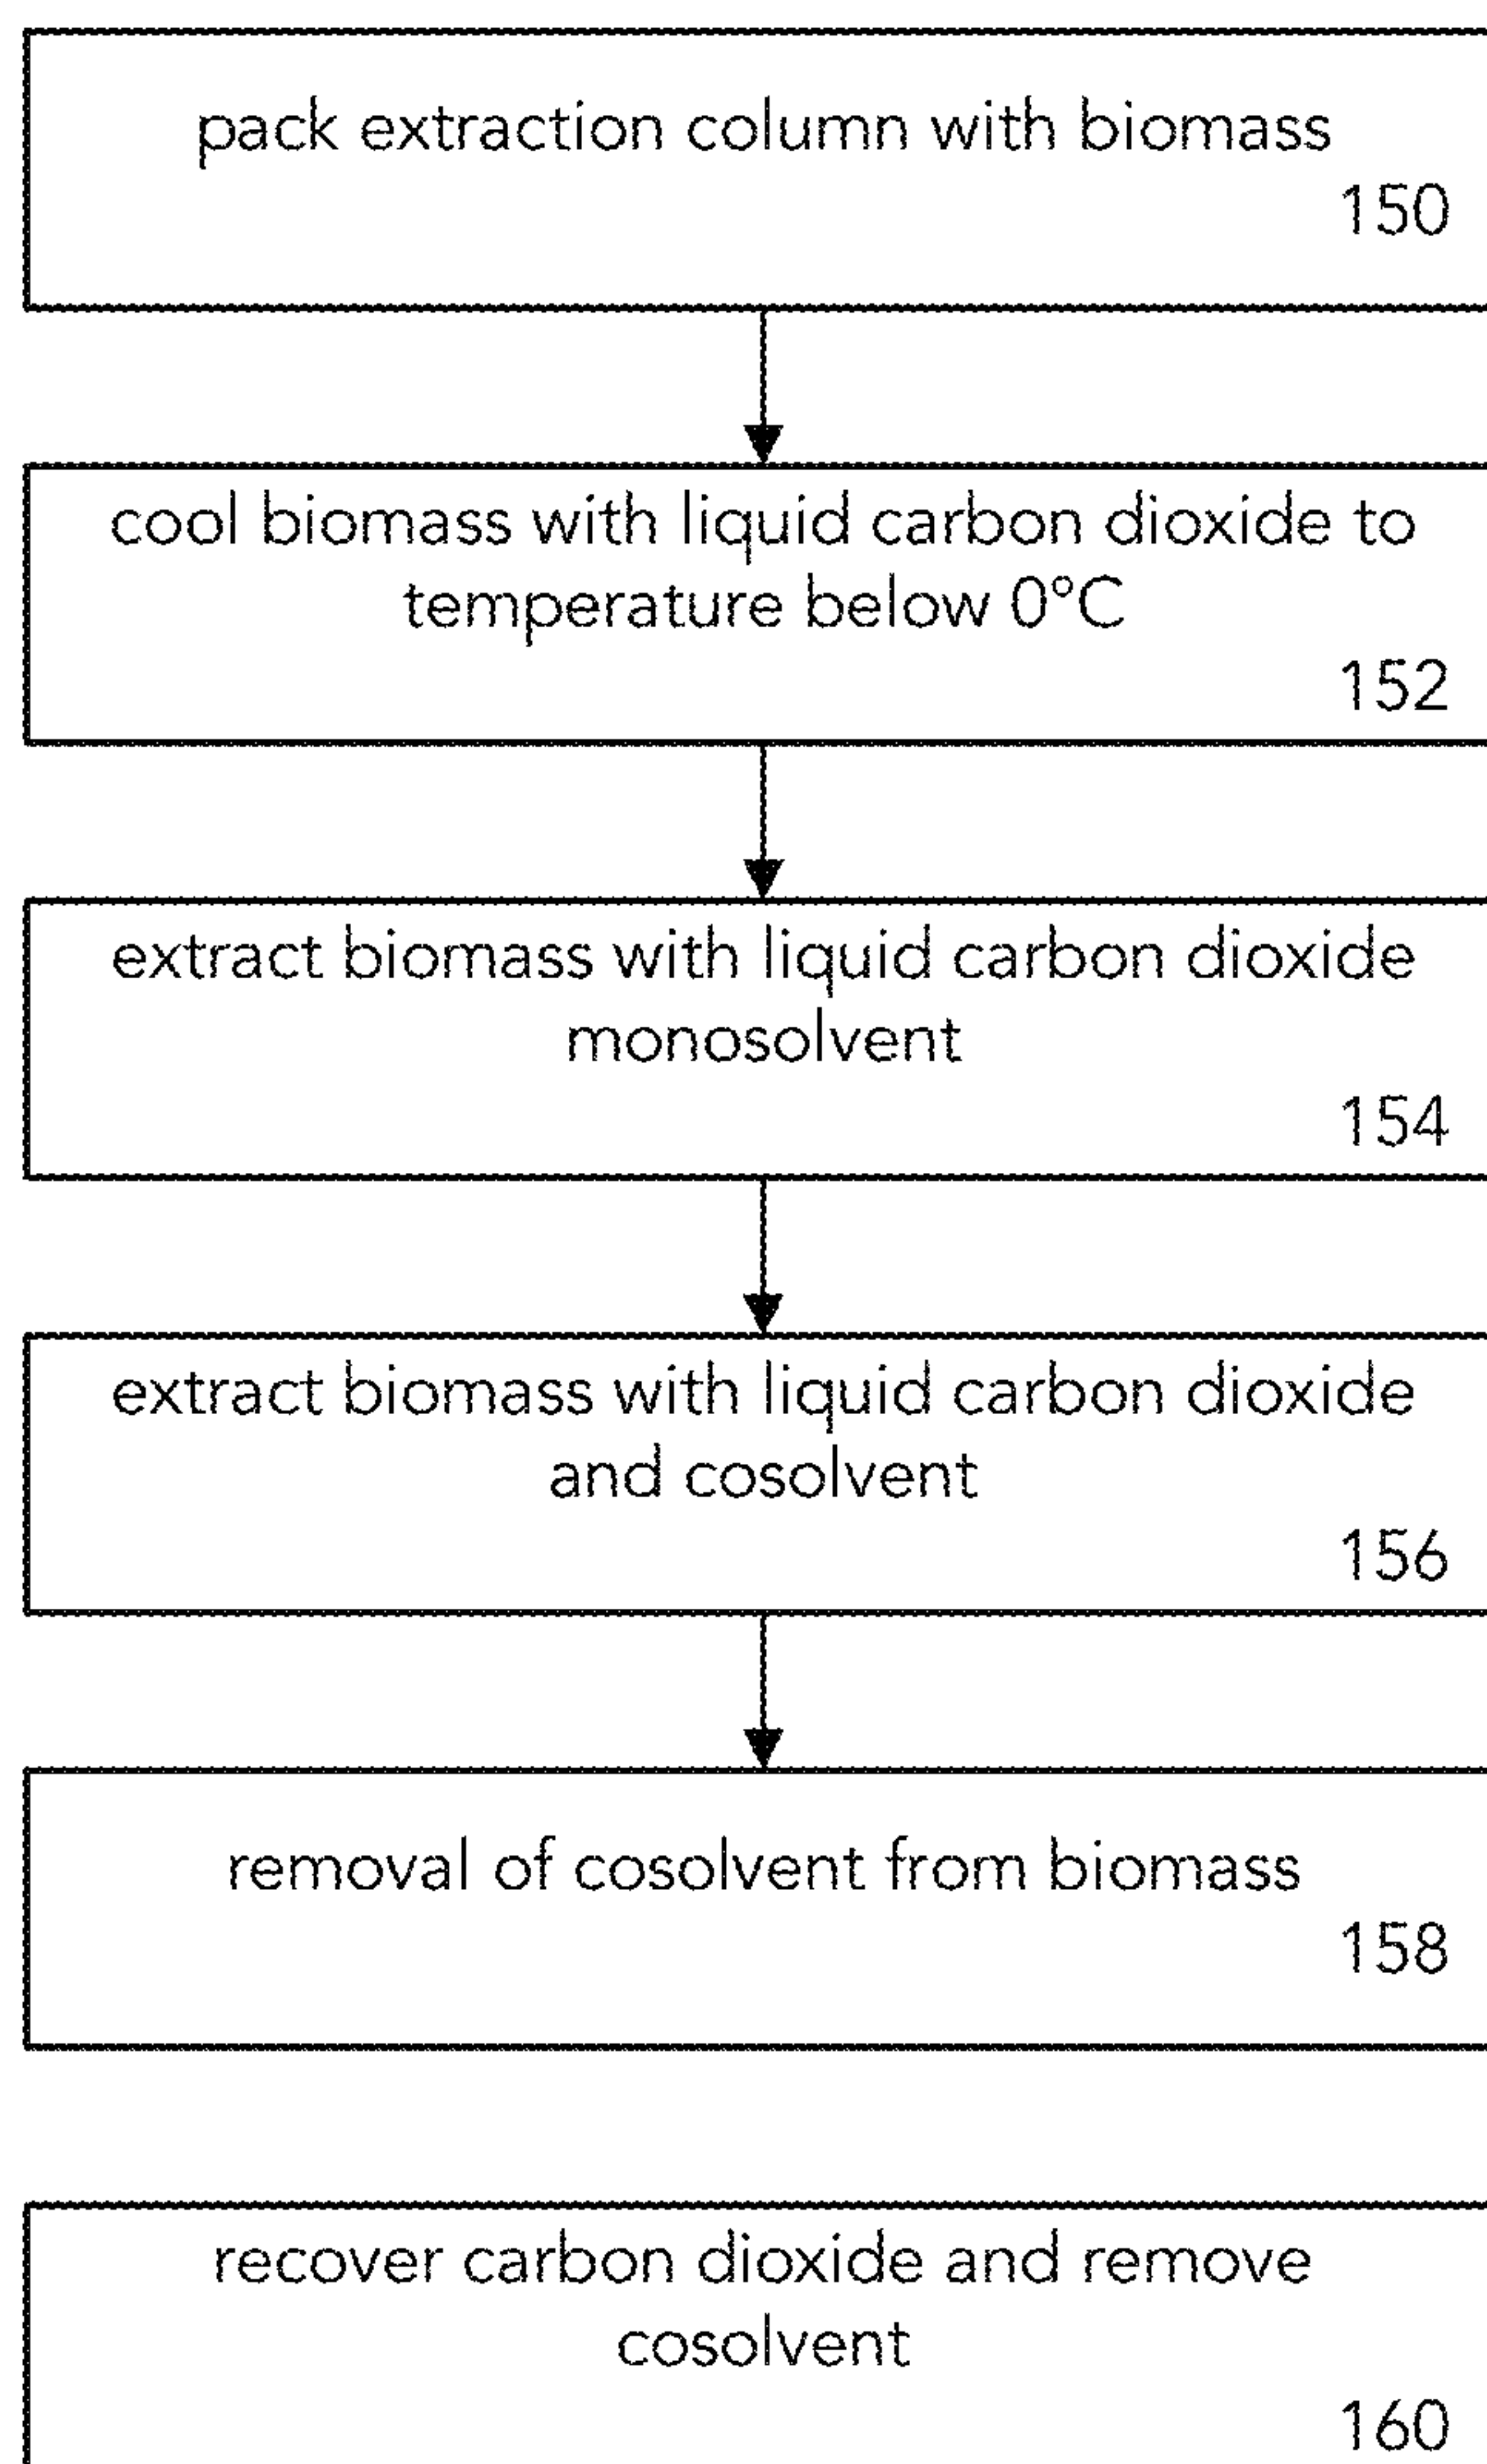 pack extraction column with biomass
150
cool biomass with liquid carbon dioxide to
temperature below 0°C
152
extract biomass with liquid carbon dioxide
monosolvent
154
extract biomass with liquid carbon dioxide
and cosolvent
156
removal of cosolvent from biomass
158
recover carbon dioxide and remove
cosolvent
160